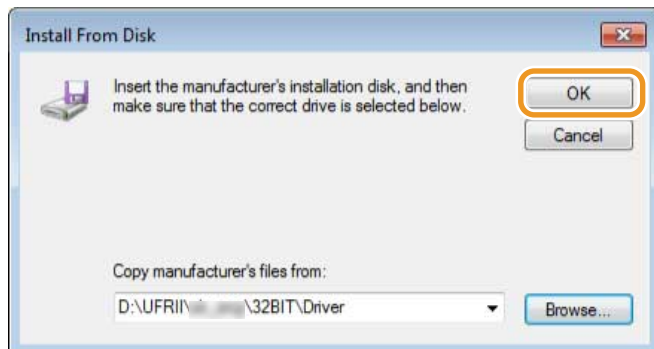 Install From Disk
Insert the manufacturer's installation disk, and then
make sure that the correct drive is selected below.
OK
Cancel
Copy manufacturer's files from:
D:\UFRII\ \32BIT\Driver
Browse...